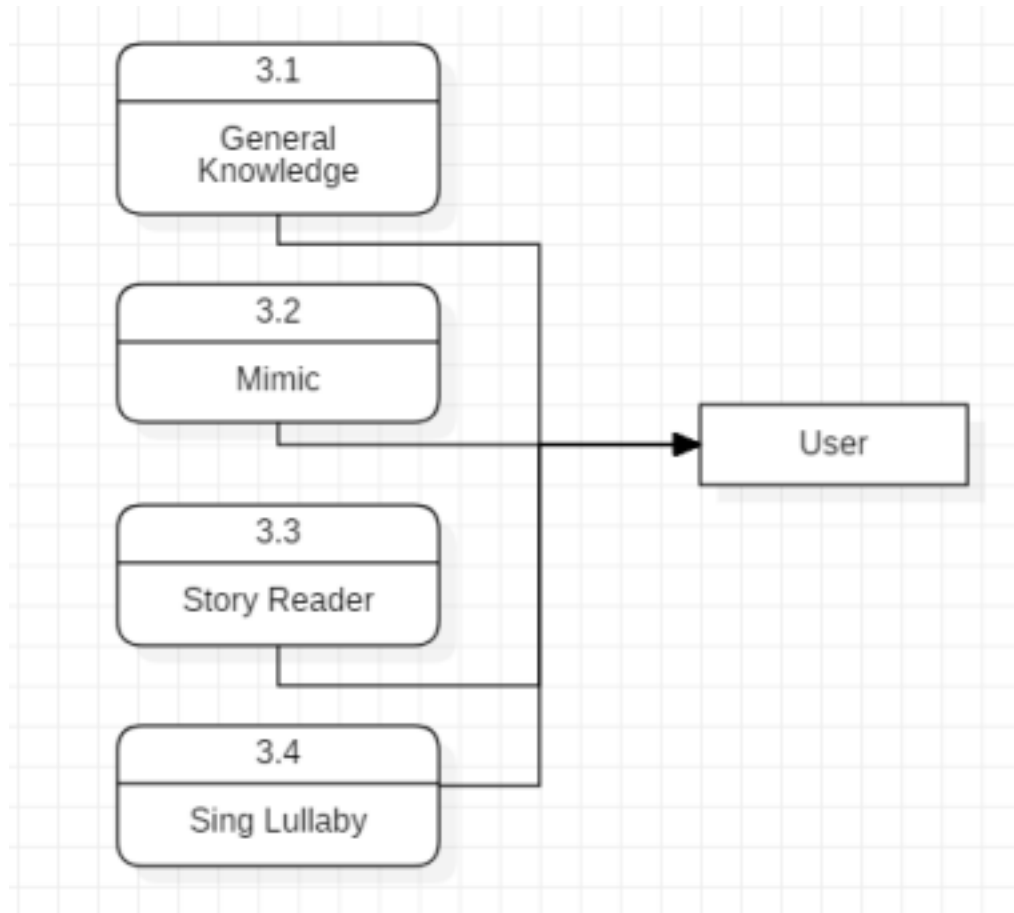 3.1
General
Knowledge
3.2
Mimic
User
3.3
Story Reader
3.4
Sing Lullaby